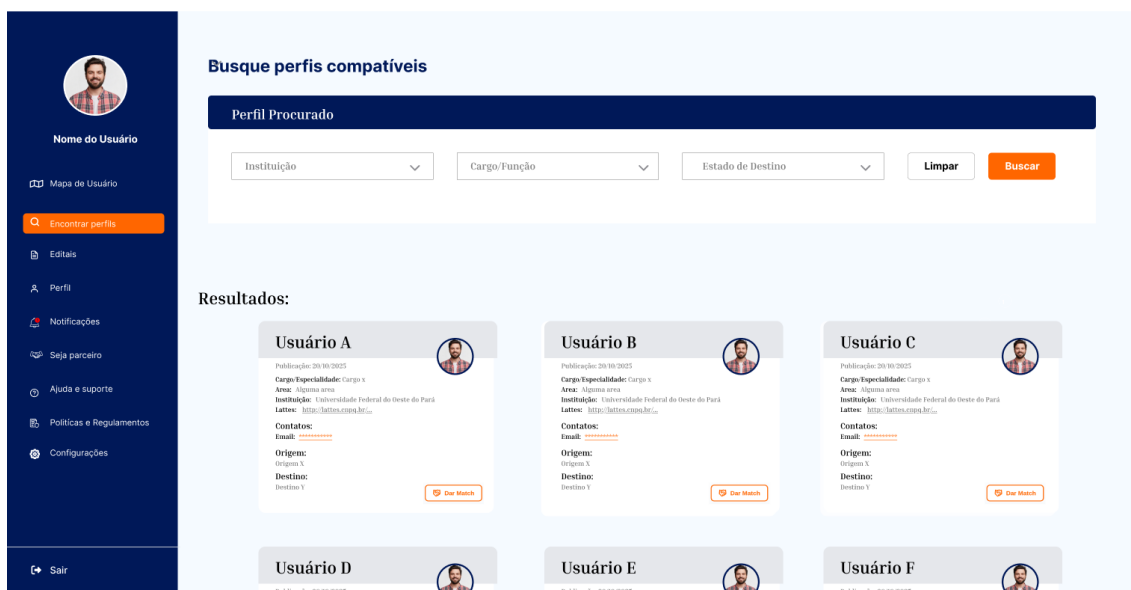 Nome do Usuário
Mapa de Usuário
Encontrar perfils
Editais
Perfil
Notificações
Seja parceiro
Ajuda e suporte
Políticas e Regulamentos
Configurações
Sair
Busque perfis compatíveis
Perfil Procurado
Instituição
Cargo/Função
Estado de Destino
Limpar
Buscar
Resultados:
Usuário A
Publicação: 20/10/2025
Cargo/Especialidade: Cargo x
Area: Alguma area
Instituição: Universidade Federal do Oeste do Pará
Lattes: http://lattes.cnpq.br/...
Contatos:
Email: ***********
Origem:
Origem X
Destino:
Destino Y
Dar Match
Usuário B
Publicação: 20/10/2025
Cargo/Especialidade: Cargo x
Area: Alguma area
Instituição: Universidade Federal do Oeste do Pará
Lattes: http://lattes.cnpq.br/...
Contatos:
Email: ***********
Origem:
Origem X
Destino:
Destino Y
Dar Match
Usuário C
Publicação: 20/10/2025
Cargo/Especialidade: Cargo x
Area: Alguma area
Instituição: Universidade Federal do Oeste do Pará
Lattes: http://lattes.cnpq.br/...
Contatos:
Email: ***********
Origem:
Origem X
Destino:
Destino Y
Dar Match
Usuário D
Usuário E
Usuário F